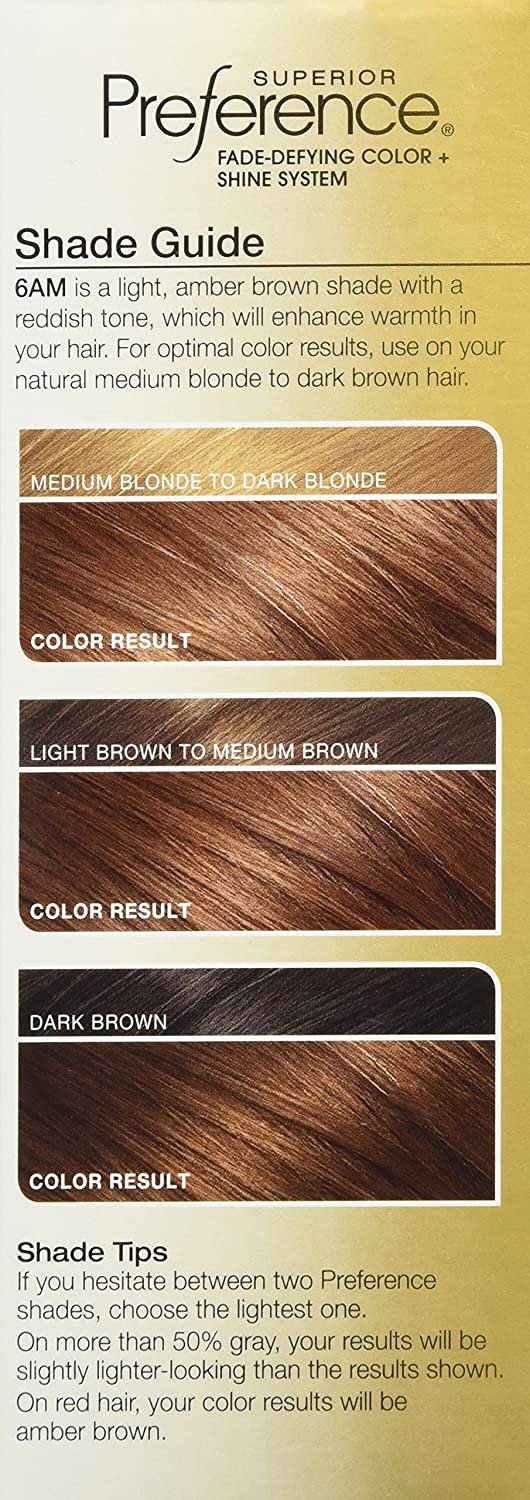 SUPERIOR
Preference®
FADE-DEFYING COLOR +
SHINE SYSTEM
Shade Guide
6AM is a light, amber brown shade with a
reddish tone, which will enhance warmth in
your hair. For optimal color results, use on your
natural medium blonde to dark brown hair.
MEDIUM BLONDE TO DARK BLONDE
COLOR RESULT
LIGHT BROWN TO MEDIUM BROWN
COLOR RESULT
DARK BROWN
COLOR RESULT
Shade Tips
If you hesitate between two Preference
shades, choose the lightest one.
On more than 50% gray, your results will be
slightly lighter-looking than the results shown.
On red hair, your color results will be
amber brown.